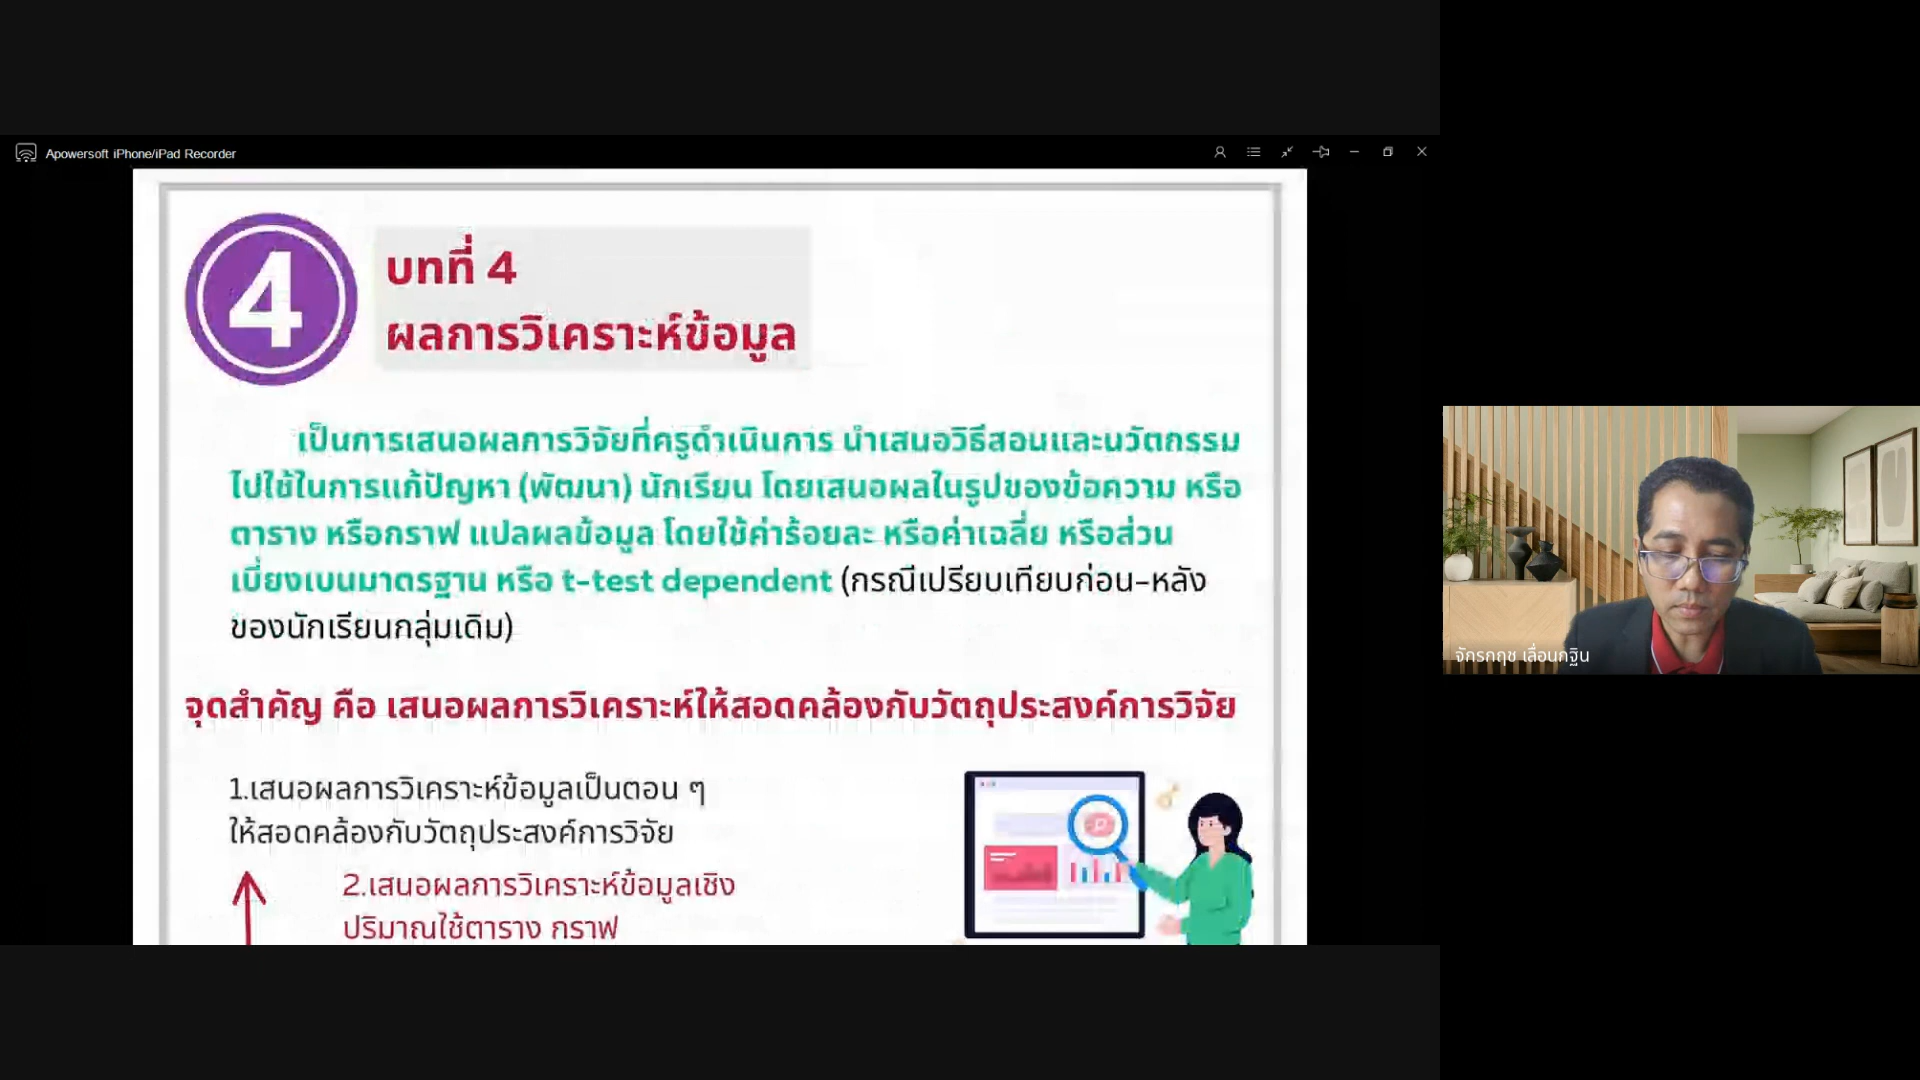 Apowersoft iPhone/iPad Recorder
4
บทที่ 4
ผลการวิเคราะห์ข้อมูล
เป็นการเสนอผลการวิจัยที่ครูดำเนินการ นำเสนอวิธีสอนและนวัตกรรม
ไปใช้ในการแก้ปัญหา (พัฒนา) นักเรียน โดยเสนอผลในรูปของข้อความ หรือ
ตาราง หรือกราฟ แปลผลข้อมูล โดยใช้ค่าร้อยละ หรือค่าเฉลี่ย หรือส่วน
เบี่ยงเบนมาตรฐาน หรือ t-test dependent (กรณีเปรียบเทียบก่อน-หลัง
ของนักเรียนกลุ่มเดิม)
จุดสำคัญ คือ เสนอผลการวิเคราะห์ให้สอดคล้องกับวัตถุประสงค์การวิจัย
1.เสนอผลการวิเคราะห์ข้อมูลเป็นตอน ๆ
ให้สอดคล้องกับวัตถุประสงค์การวิจัย
2.เสนอผลการวิเคราะห์ข้อมูลเชิง
ปริมาณใช้ตาราง กราฟ
จักรกฤช เลื่อนกฐิน